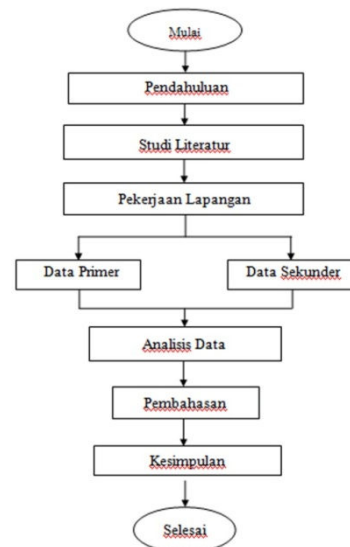 Mulai
Pendahuluan
Studi Literatur
Pekerjaan Lapangan
Data Primer
Data Sekunder
Analisis Data
Pembahasan
Kesimpulan
Selesai